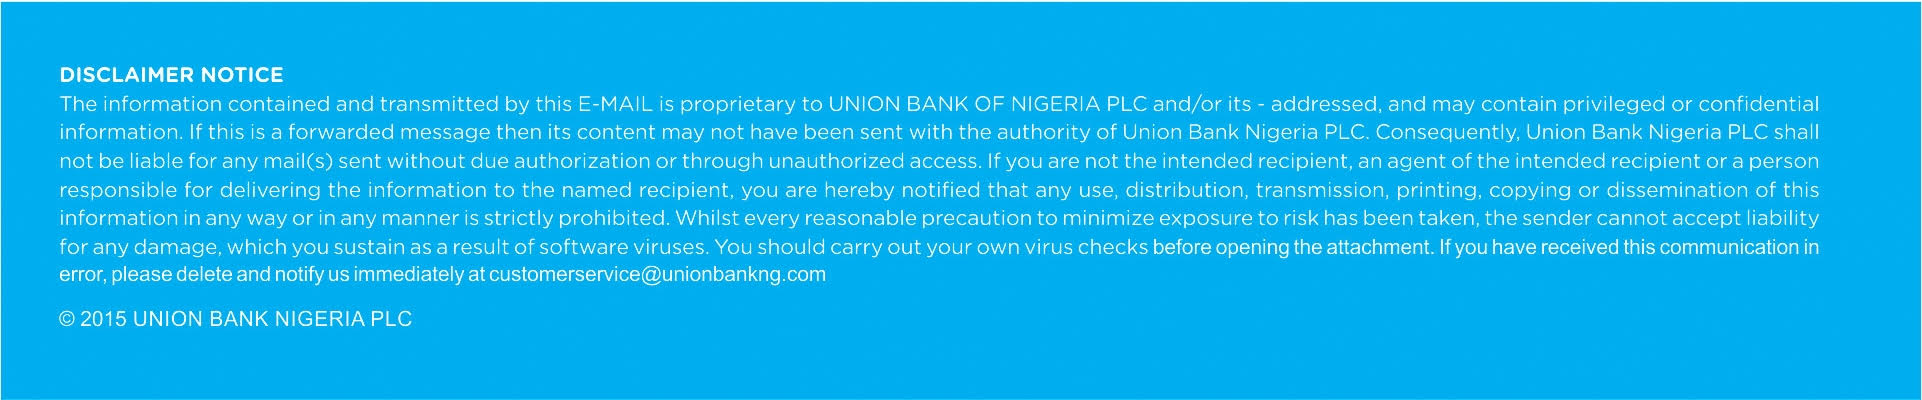 DISCLAIMER NOTICE
The information contained and transmitted by this E-MAIL is proprietary to UNION BANK OF NIGERIA PLC and/or its - addressed, and may contain privileged or confidential
information. If this is a forwarded message then its content may not have been sent with the authority of Union Bank Nigeria PLC. Consequently, Union Bank Nigeria PLC shall
not be liable for any mail(s) sent without due authorization or through unauthorized access. If you are not the intended recipient, an agent of the intended recipient or a person
responsible for delivering the information to the named recipient, you are hereby notified that any use, distribution, transmission, printing, copying or dissemination of this
information in any way or in any manner is strictly prohibited. Whilst every reasonable precaution to minimize exposure to risk has been taken, the sender cannot accept liability
for any damage, which you sustain as a result of software viruses. You should carry out your own virus checks before opening the attachment. If you have received this communication in
error, please delete and notify us immediately at customerservice@unionbankng.com
© 2015 UNION BANK NIGERIA PLC